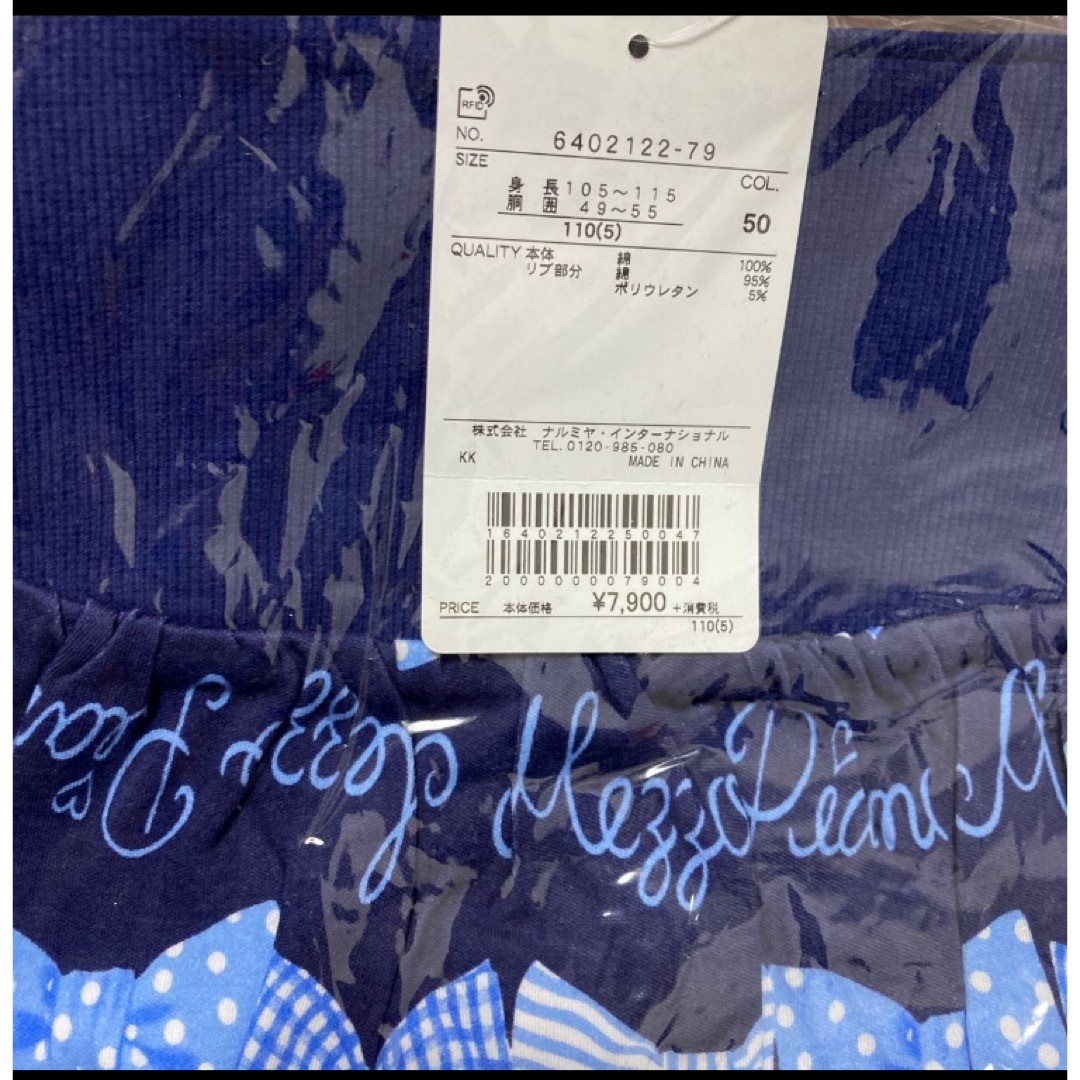 RFID
NO. 6402122-79
SIZE COL.
身 長 105～115
胴 囲 49～55
110(5) 50
QUALITY 本体 綿 100%
リブ部分 綿 95%
ポリウレタン 5%
株式会社 ナルミヤ・インターナショナル
TEL.0120-985-080
KK MADE IN CHINA
1640212250047
2000000079004
PRICE 本体価格 ¥7,900 +消費税
110(5)
Mezzo Piano